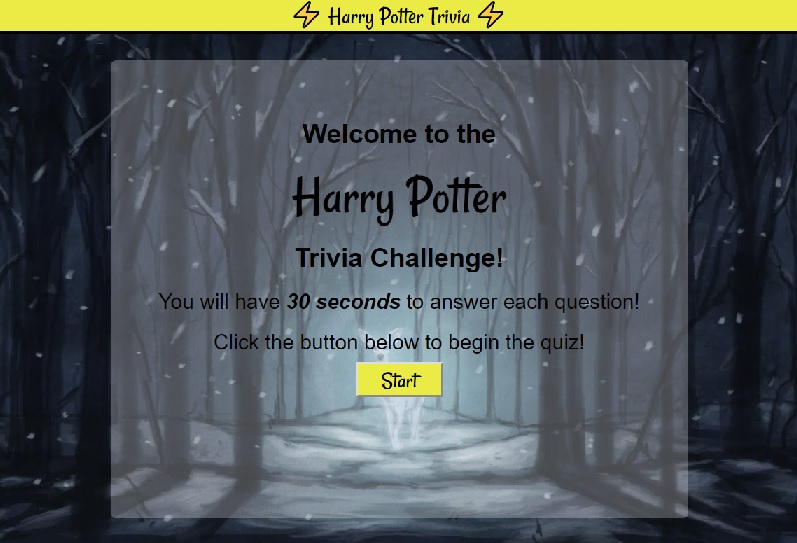 ⚡ Harry Potter Trivia ⚡
Welcome to the
Harry Potter
Trivia Challenge!
You will have 30 seconds to answer each question!
Click the button below to begin the quiz!
Start